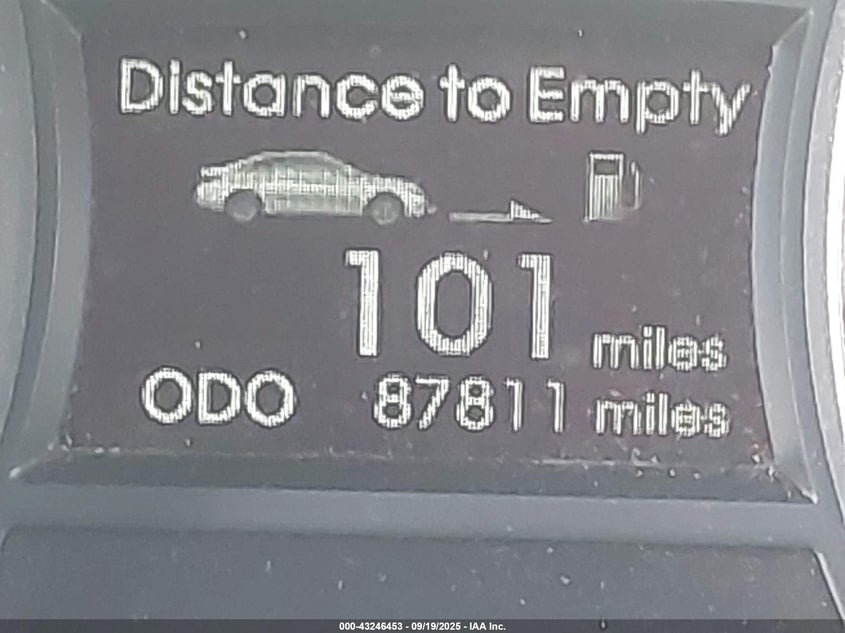 Distance to Empty
101 miles
ODO 87811 miles
000-43246453 - 09/19/2025 - IAA Inc.